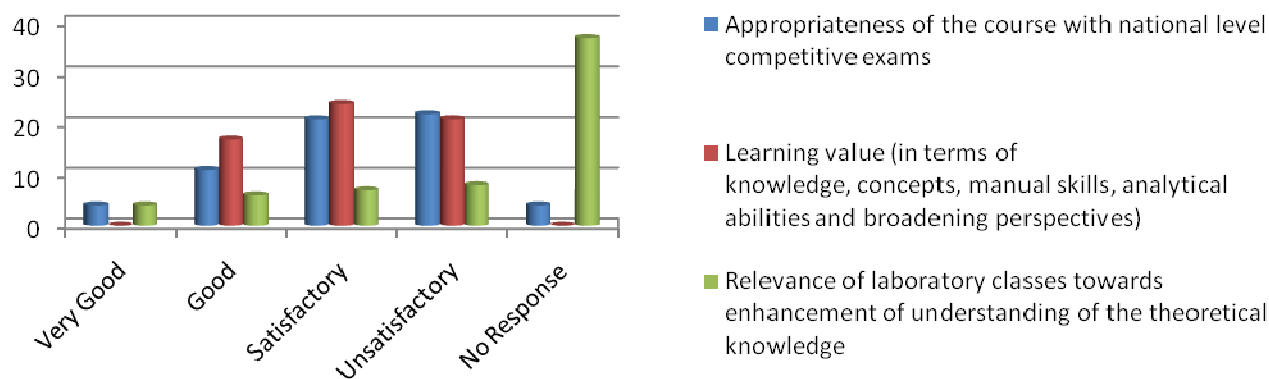 40
30
20
10
0
Very Good
Good
Satisfactory
Unsatisfactory
No Response
Appropriateness of the course with national level
competitive exams
Learning value (in terms of
knowledge, concepts, manual skills, analytical
abilities and broadening perspectives)
Relevance of laboratory classes towards
enhancement of understanding of the theoretical
knowledge